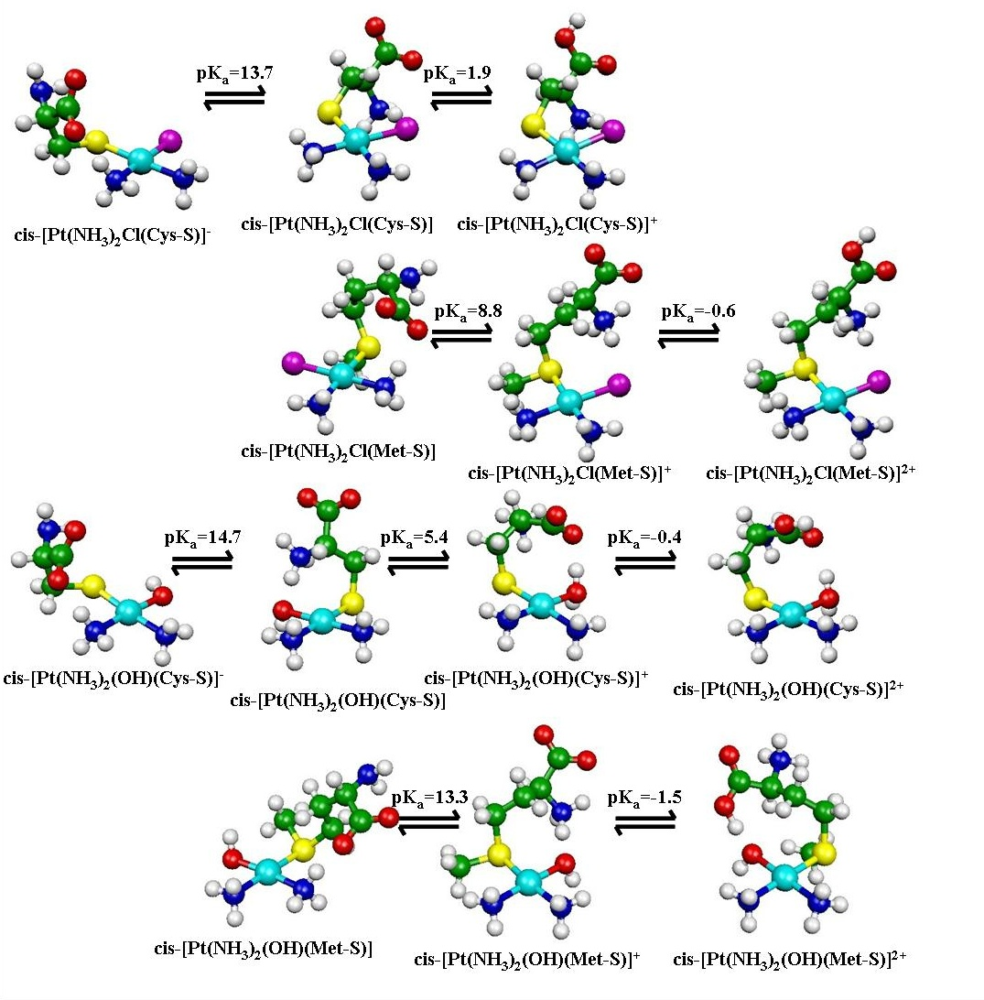 pKa=13.7 pKa=1.9
cis-[Pt(NH3)2Cl(Cys-S)]- cis-[Pt(NH3)2Cl(Cys-S)] cis-[Pt(NH3)2Cl(Cys-S)]+
pKa=8.8 pKa=-0.6
cis-[Pt(NH3)2Cl(Met-S)] cis-[Pt(NH3)2Cl(Met-S)]+ cis-[Pt(NH3)2Cl(Met-S)]2+
pKa=14.7 pKa=5.4 pKa=-0.4
cis-[Pt(NH3)2(OH)(Cys-S)]- cis-[Pt(NH3)2(OH)(Cys-S)] cis-[Pt(NH3)2(OH)(Cys-S)]+ cis-[Pt(NH3)2(OH)(Cys-S)]2+
pKa=13.3 pKa=-1.5
cis-[Pt(NH3)2(OH)(Met-S)] cis-[Pt(NH3)2(OH)(Met-S)]+ cis-[Pt(NH3)2(OH)(Met-S)]2+